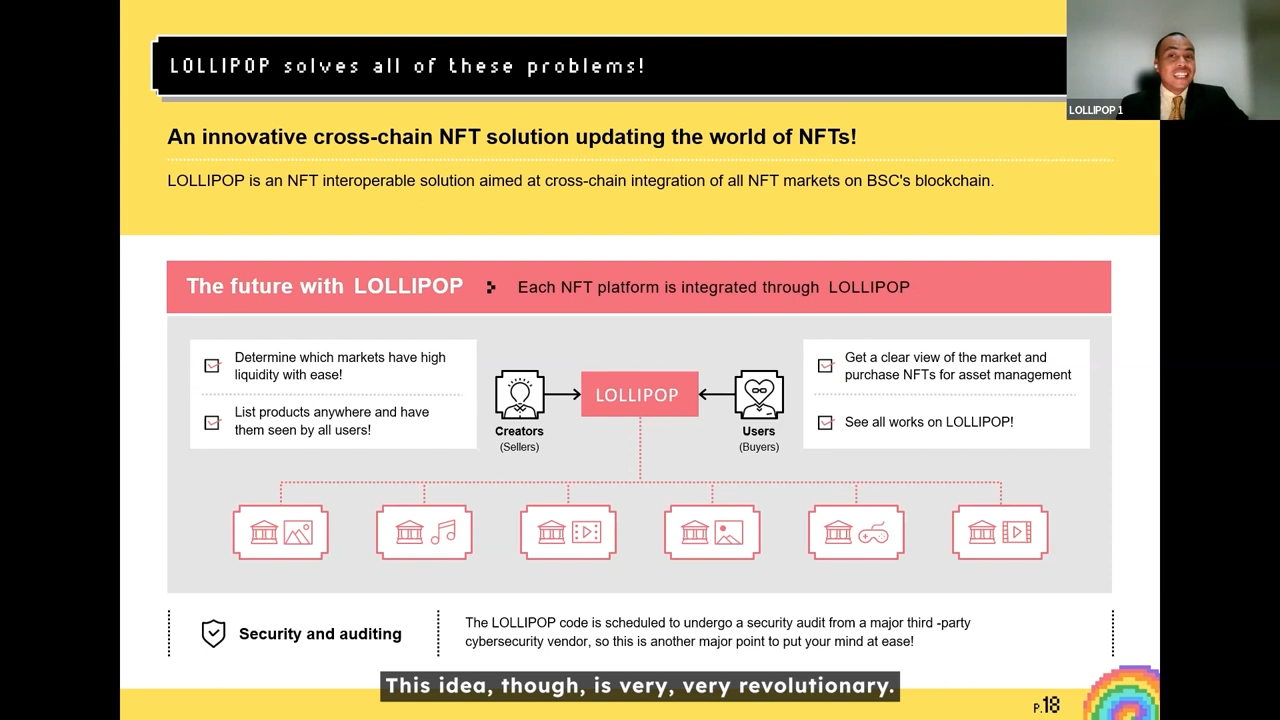 LOLLIPOP solves all of these problems!
LOLLIPOP 1
An innovative cross-chain NFT solution updating the world of NFTs!
LOLLIPOP is an NFT interoperable solution aimed at cross-chain integration of all NFT markets on BSC's blockchain.
The future with LOLLIPOP
Each NFT platform is integrated through LOLLIPOP
Determine which markets have high
liquidity with ease!
List products anywhere and have
them seen by all users!
Creators
(Sellers)
LOLLIPOP
Users
(Buyers)
Get a clear view of the market and
purchase NFTs for asset management
See all works on LOLLIPOP!
Security and auditing
The LOLLIPOP code is scheduled to undergo a security audit from a major third -party
cybersecurity vendor, so this is another major point to put your mind at ease!
This idea, though, is very, very revolutionary.
P.18